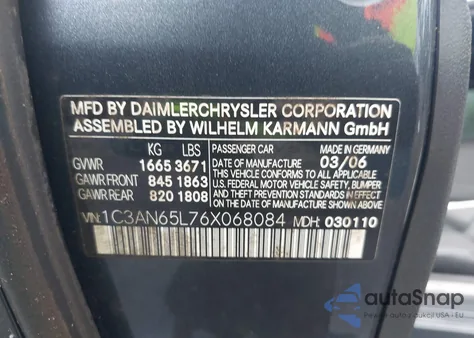 MFD BY DAIMLERCHRYSLER CORPORATION
ASSEMBLED BY WILHELM KARMANN GmbH
KG LBS
GVWR 1665 3671
GAWR FRONT 845 1863
GAWR REAR 820 1808
PASSENGER CAR
DATE OF MANUFACTURE 03/06
THIS VEHICLE CONFORMS TO ALL APPLICABLE
U.S. FEDERAL MOTOR VEHICLE SAFETY, BUMPER
AND THEFT PREVENTION STANDARDS IN EFFECT
ON THE DATE OF MANUFACTURE SHOWN ABOVE
MADE IN GERMANY
VIN: 1C3AN65L76X068084 MDH: 030110
autoSnap